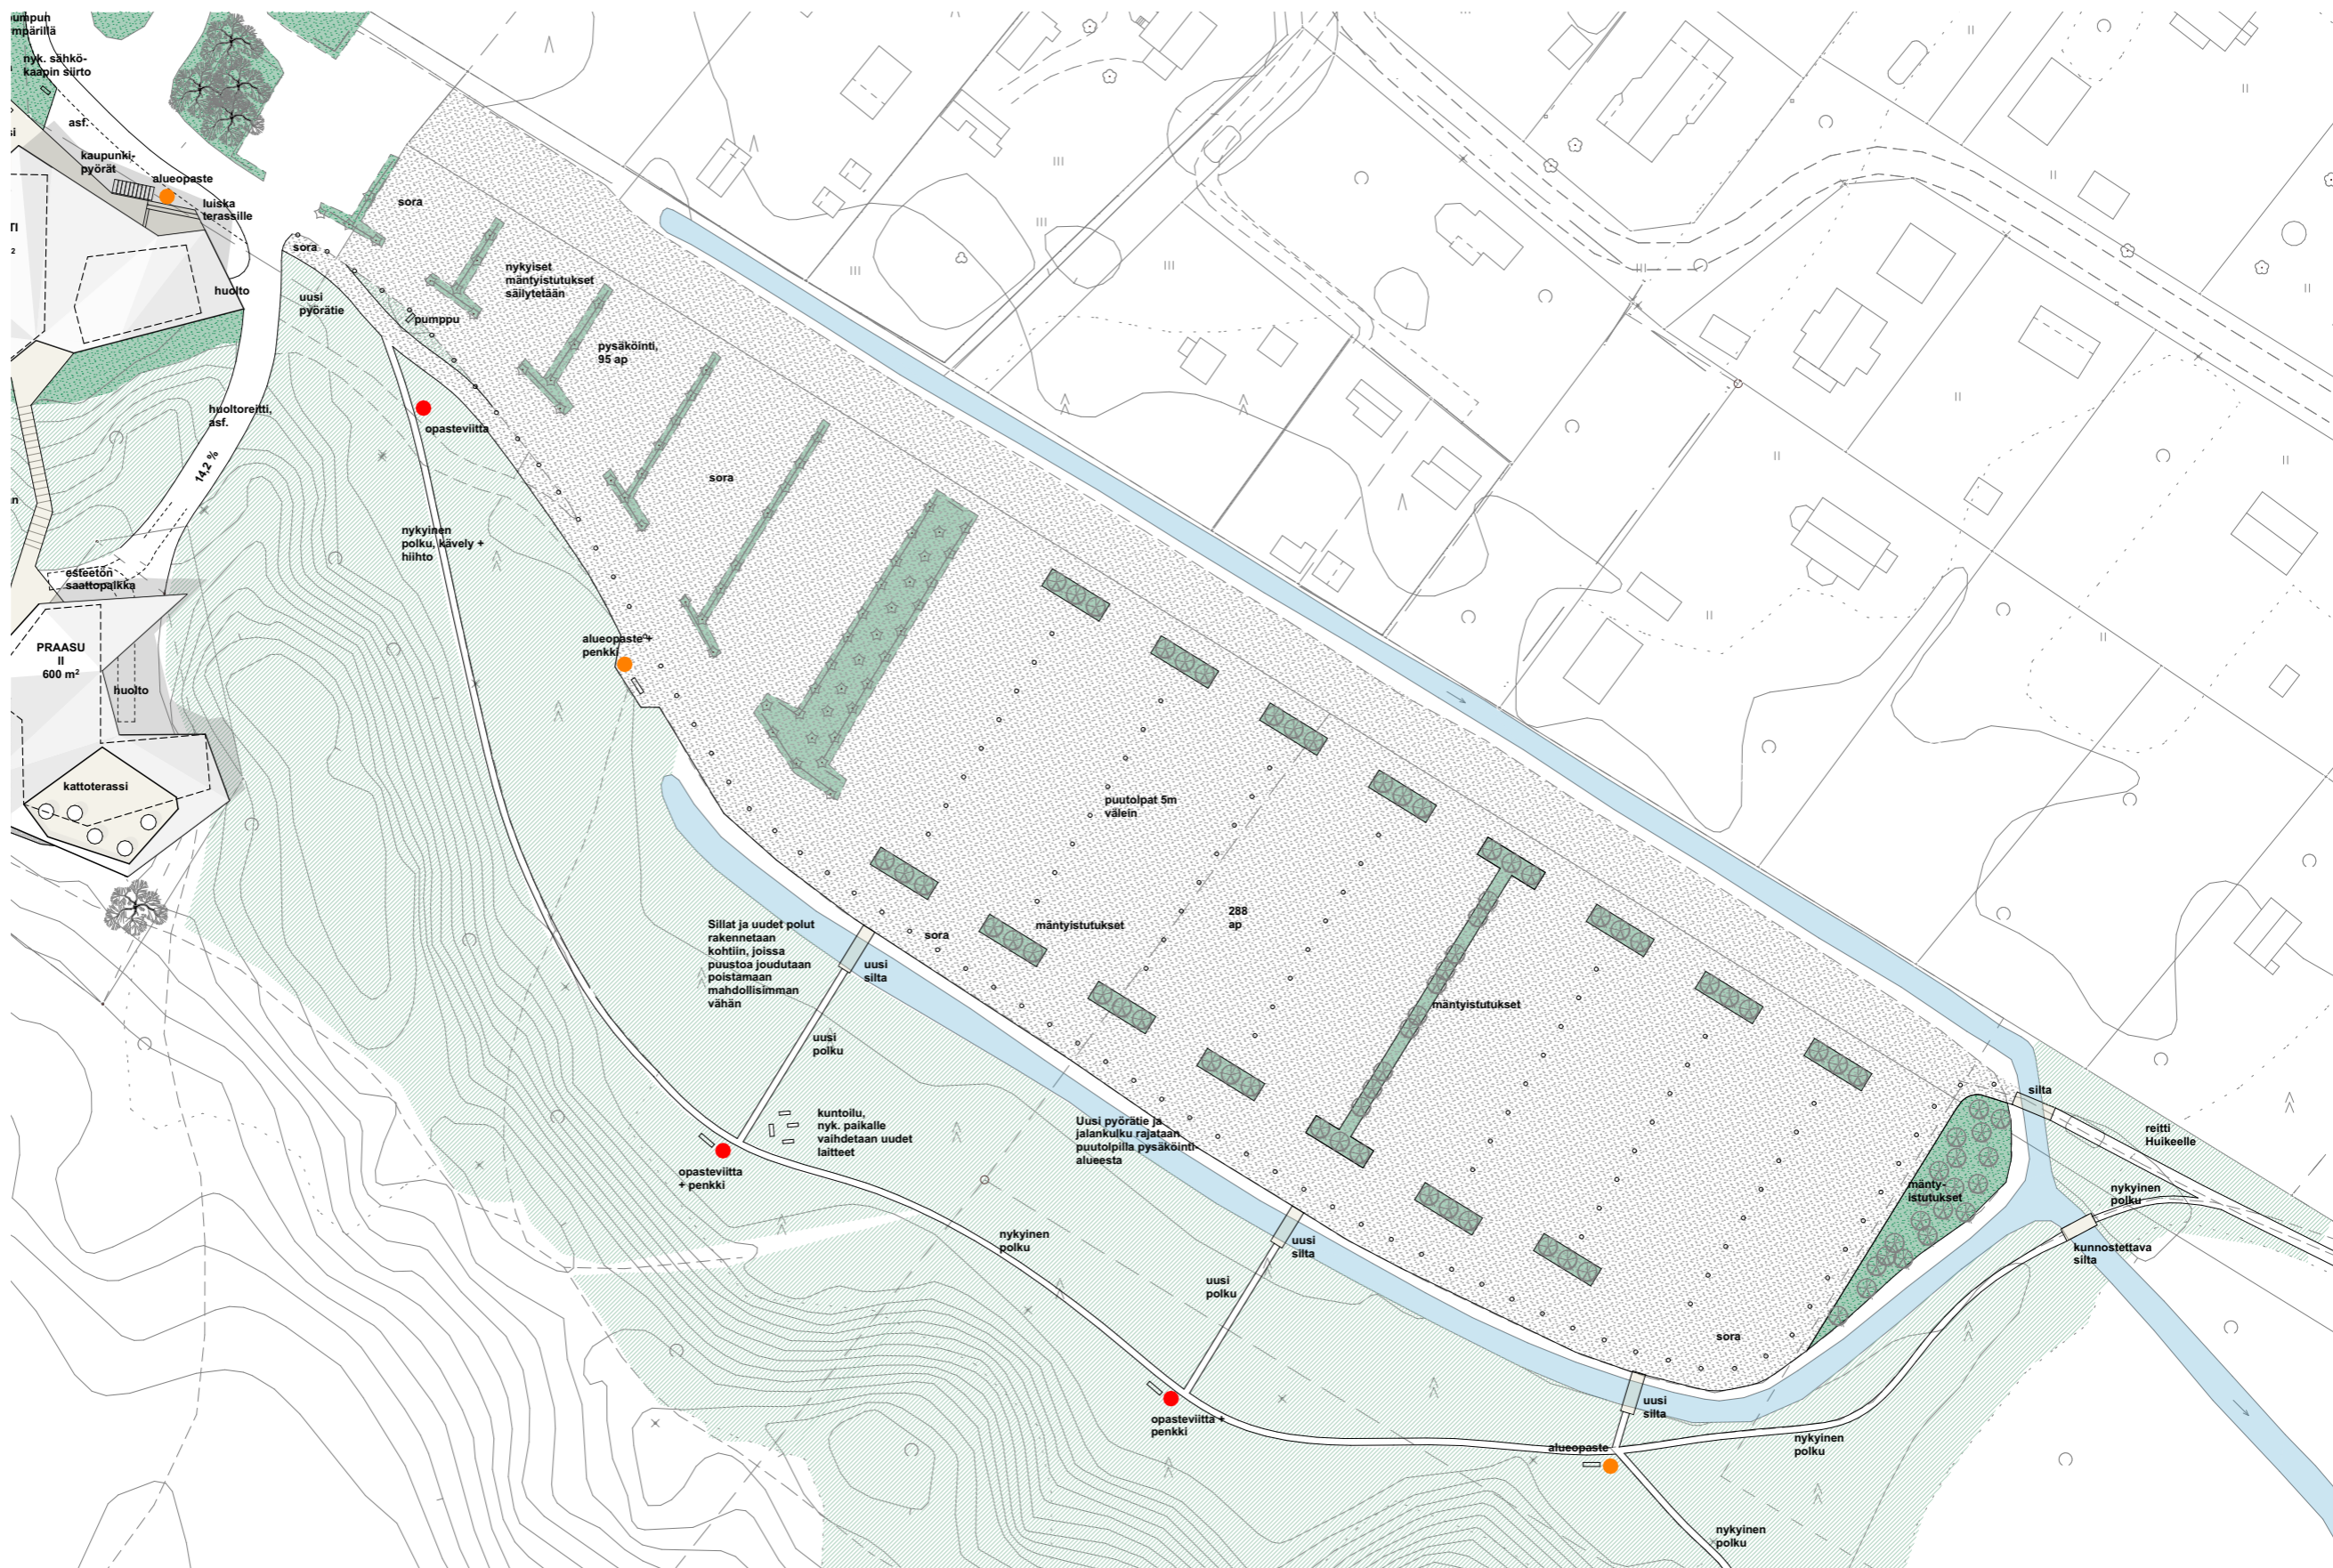 nyk. sähkö-
kaapin siirto
asf.
kaupunki-
pyörät
alueopaste
luiska
terassille
sora
sora
huolto
uusi
pyörätie
nykyiset
mäntyistutukset
säilytetään
pumppu
pysäköinti,
95 ap
opasteviitta
huoltoreitti,
asf.
14,2 %
sora
nykyinen
polku, kävely +
hiihto
esteetön
saattopaikka
PRAASU
II
600 m²
huolto
kattoterassi
alueopaste +
penkki
puutolpat 5m
välein
288
ap
mäntyistutukset
sora
mäntyistutukset
Sillat ja uudet polut
rakennetaan
kohtiin, joissa
puustoa joudutaan
poistamaan
mahdollisimman
vähän
uusi
silta
uusi
polku
kuntoilu,
nyk. paikalle
vaihdetaan uudet
laitteet
opasteviitta
+ penkki
Uusi pyörätie ja
jalankulku rajataan
puutolpilla pysäköinti-
alueesta
silta
reitti
Huikeelle
mänty-
istutukset
nykyinen
polku
kunnostettava
silta
nykyinen
polku
uusi
silta
uusi
polku
sora
opasteviitta +
penkki
uusi
silta
alueopaste
nykyinen
polku
nykyinen
polku